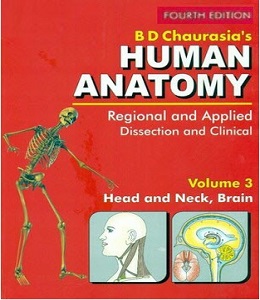 FOURTH EDITION
B D Chaurasia's
HUMAN
ANATOMY
Regional and Applied
Dissection and Clinical
Volume 3
Head and Neck, Brain